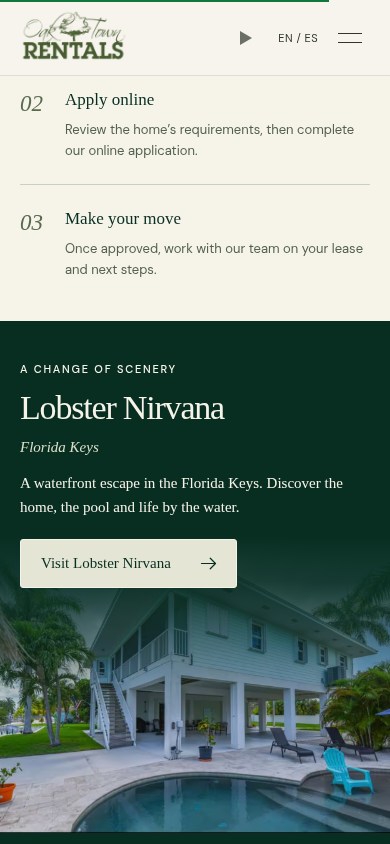 Oak Town
RENTALS
EN / ES
02
Apply online
Review the home’s requirements, then complete
our online application.
03
Make your move
Once approved, work with our team on your lease
and next steps.
A CHANGE OF SCENERY
Lobster Nirvana
Florida Keys
A waterfront escape in the Florida Keys. Discover the
home, the pool and life by the water.
Visit Lobster Nirvana